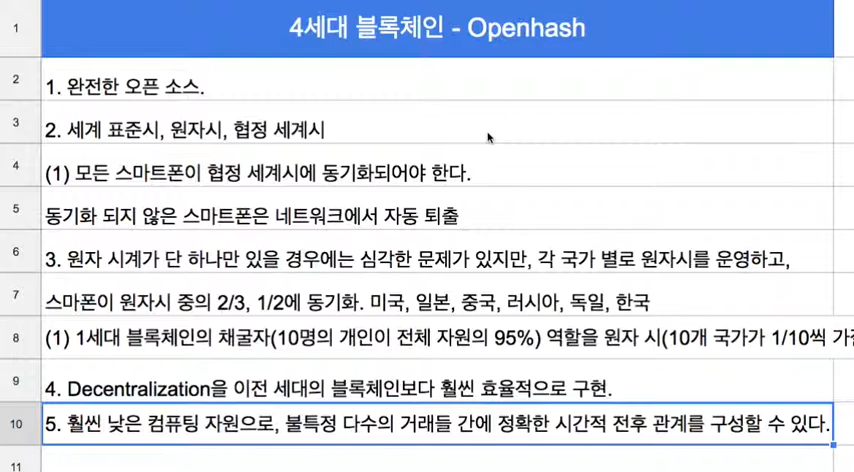 1
4세대 블록체인 - Openhash
2
1. 완전한 오픈 소스.
3
2. 세계 표준시, 원자시, 협정 세계시
4
(1) 모든 스마트폰이 협정 세계시에 동기화되어야 한다.
5
동기화 되지 않은 스마트폰은 네트워크에서 자동 퇴출
6
3. 원자 시계가 단 하나만 있을 경우에는 심각한 문제가 있지만, 각 국가 별로 원자시를 운영하고,
7
스마폰이 원자시 중의 2/3, 1/2에 동기화. 미국, 일본, 중국, 러시아, 독일, 한국
8
(1) 1세대 블록체인의 채굴자(10명의 개인이 전체 자원의 95%) 역할을 원자 시(10개 국가가 1/10씩
9
4. Decentralization을 이전 세대의 블록체인보다 훨씬 효율적으로 구현.
10
5. 훨씬 낮은 컴퓨팅 자원으로, 불특정 다수의 거래들 간에 정확한 시간적 전후 관계를 구성할 수 있다.
11